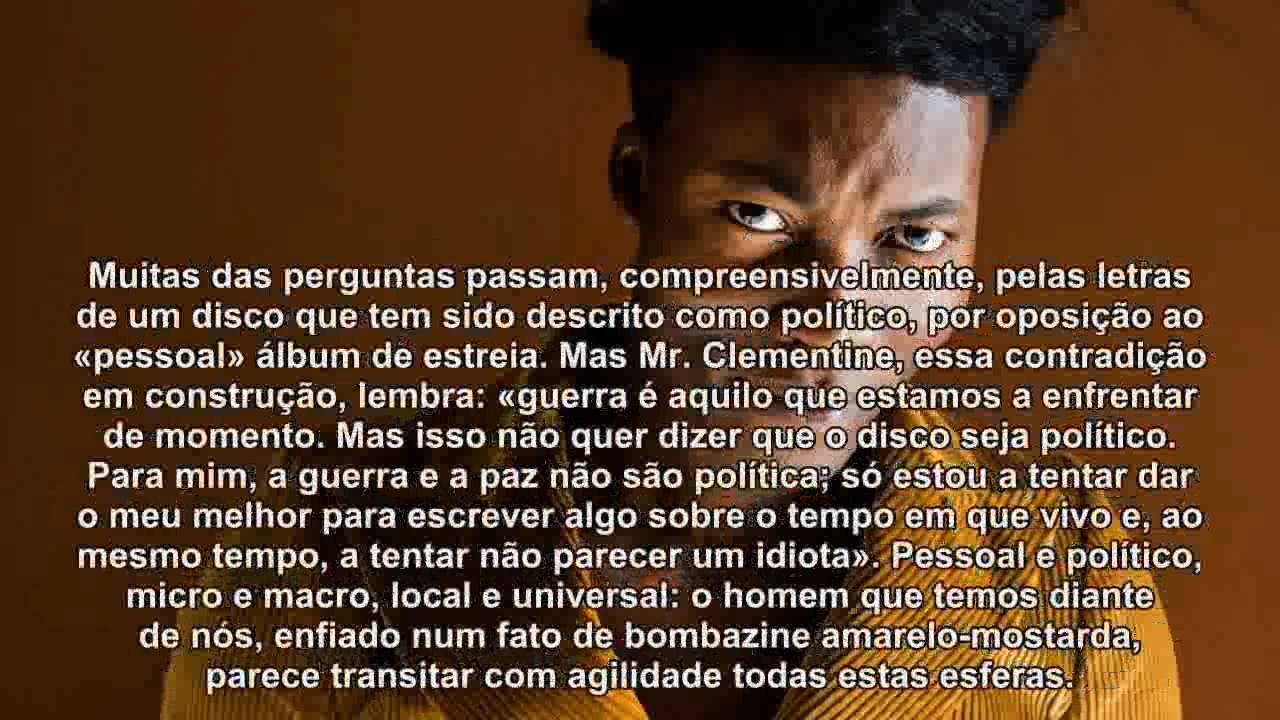 Muitas das perguntas passam, compreensivelmente, pelas letras
de um disco que tem sido descrito como político, por oposição ao
«pessoal» álbum de estreia. Mas Mr. Clementine, essa contradição
em construção, lembra: «guerra é aquilo que estamos a enfrentar
de momento. Mas isso não quer dizer que o disco seja político.
Para mim, a guerra e a paz não são política; só estou a tentar dar
o meu melhor para escrever algo sobre o tempo em que vivo e, ao
mesmo tempo, a tentar não parecer um idiota». Pessoal e político,
micro e macro, local e universal: o homem que temos diante
de nós, enfiado num fato de bombazine amarelo-mostarda,
parece transitar com agilidade todas estas esferas.